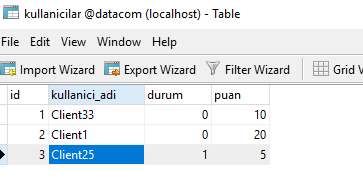 kullanicilar @datacom (localhost) - Table
File Edit View Window Help
Import Wizard Export Wizard Filter Wizard Grid V
id kullanici_adi durum puan
1 Client33 0 10
2 Client1 0 20
3 Client25 1 5